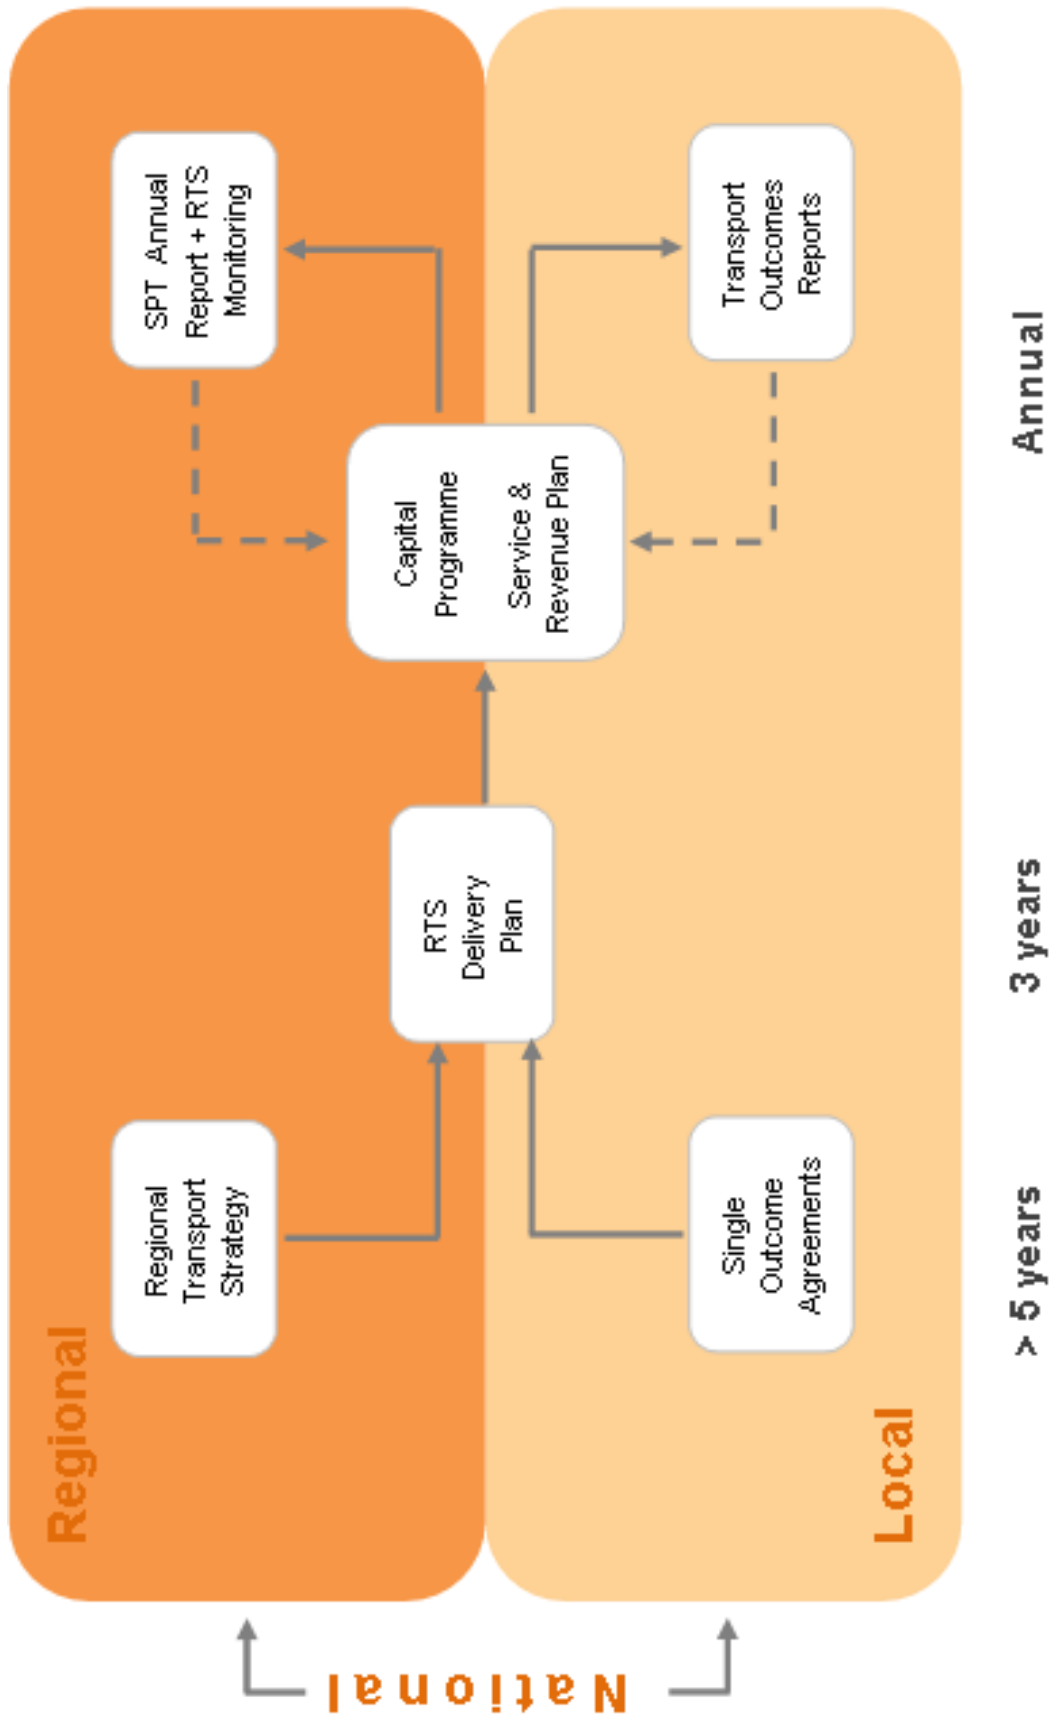 National
Regional
Regional
Transport
Strategy
Single
Outcome
Agreements
Local
RTS
Delivery
Plan
Capital
Programme
Service &
Revenue Plan
SPT Annual
Report + RTS
Monitoring
Transport
Outcomes
Reports
> 5 years
3 years
Annual